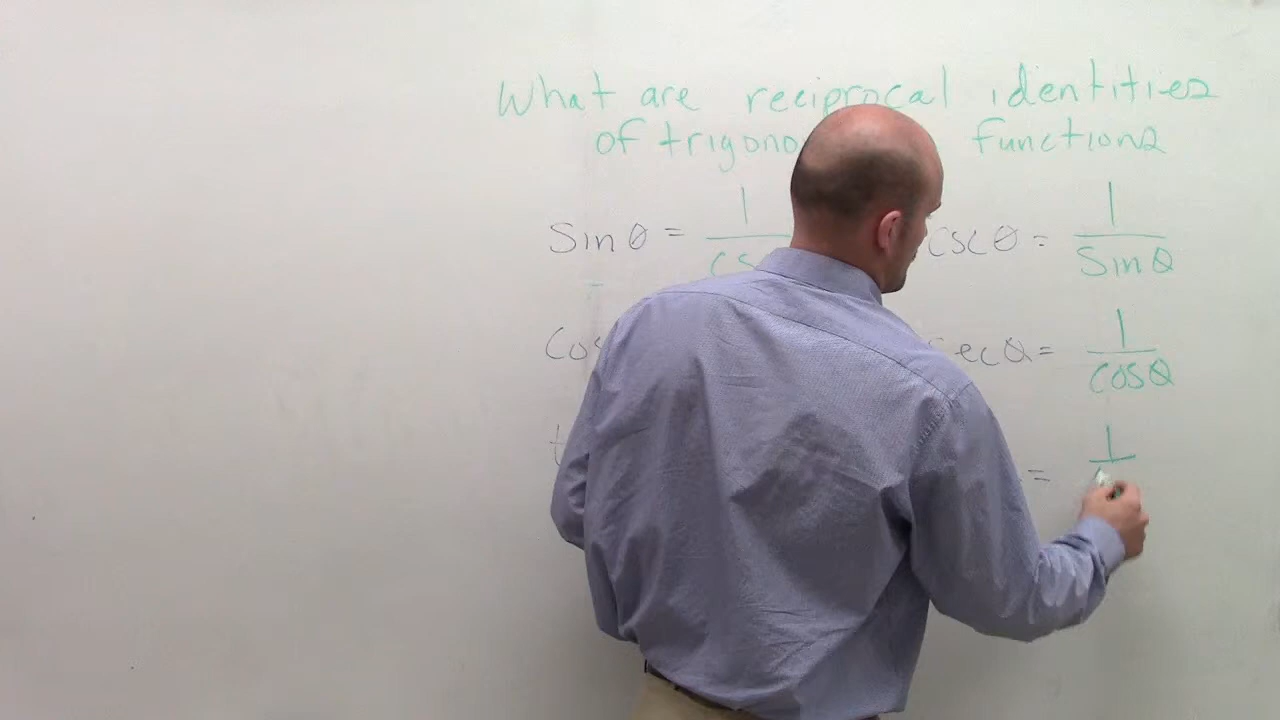 What are reciprocal identities
of trigono functions
sin θ = 1/cs
csc θ = 1/sin θ
cos
sec θ = 1/cos θ
t
= 1/